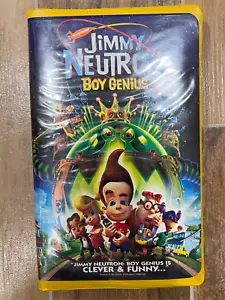 JIMMY
NEUTRON
BOY GENIUS
"JIMMY NEUTRON: BOY GENIUS IS
CLEVER & FUNNY...